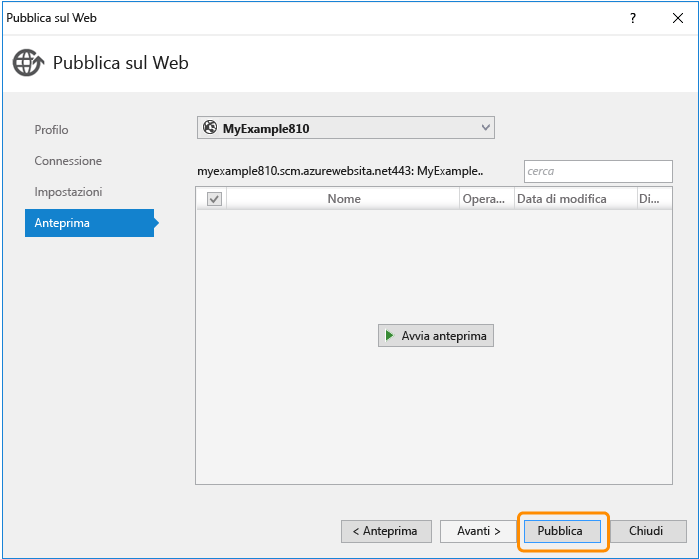 Pubblica sul Web
?
Pubblica sul Web
Profilo
Connessione
Impostazioni
Anteprima
MyExample810
myexample810.scm.azurewebsita.net443: MyExample..
cerca
Nome Opera... Data di modifica Di...
Avvia anteprima
< Anteprima Avanti > Pubblica Chiudi